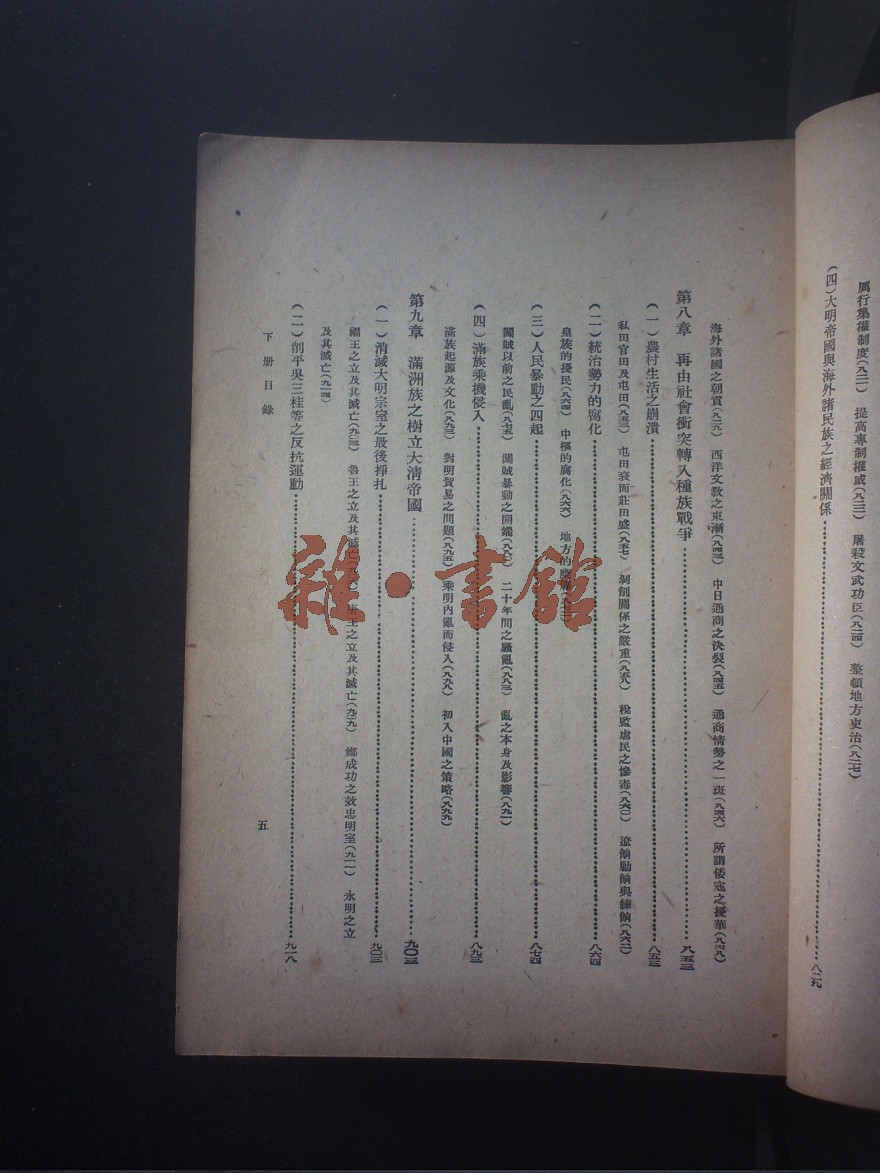 厲行集權制度(八三一) 提高專制權威(八三三) 屠殺文武功臣(八三四) 整頓地方吏治(八三七)
(四)大明帝國與海外諸民族之經濟關係……八三九
海外諸國之朝貢(八三九) 西洋文教之東漸(八四三) 中日通商之決裂(八四五) 通商情勢之一斑(八四六) 所謂倭寇之擾華(八四九)
第八章 再由社會衝突轉入種族戰爭……八五三
(一)農村生活之崩潰……八五三
私田官田及屯田(八五三) 屯田衰而莊田盛(八五七) 剝削關係之嚴重(八五八) 稅監虐民之慘毒(八六〇) 遼餉勦餉與練餉(八六二)
(二)統治勢力的腐化……八六四
皇族的擾民(八六四) 中樞的腐化(八六六) 地方的
(三)人民暴動之四起……八七四
闖賊以前之民亂(八七五) 闖賊暴動之開端(八八〇) 二十年間之騷亂(八八三) 亂之本身及影響(八九一)
(四)滿族乘機侵入……八九三
滿族起源及文化(八九三) 對明貿易之問題(八九五) 乘明內亂而侵入(八九八) 初入中國之策略(八九九)
第九章 滿洲族之樹立大清帝國……九〇三
(一)消滅大明宗室之最後掙扎……九〇三
福王之立及其滅亡(九〇三) 魯王之立及其滅亡 唐王之立及其滅亡(九〇九) 鄭成功之效忠明室(九一一) 永明之立
及其滅亡(九一四)
(二)削平吳三桂等之反抗運動……九一八
下册目錄
五
雜·書館